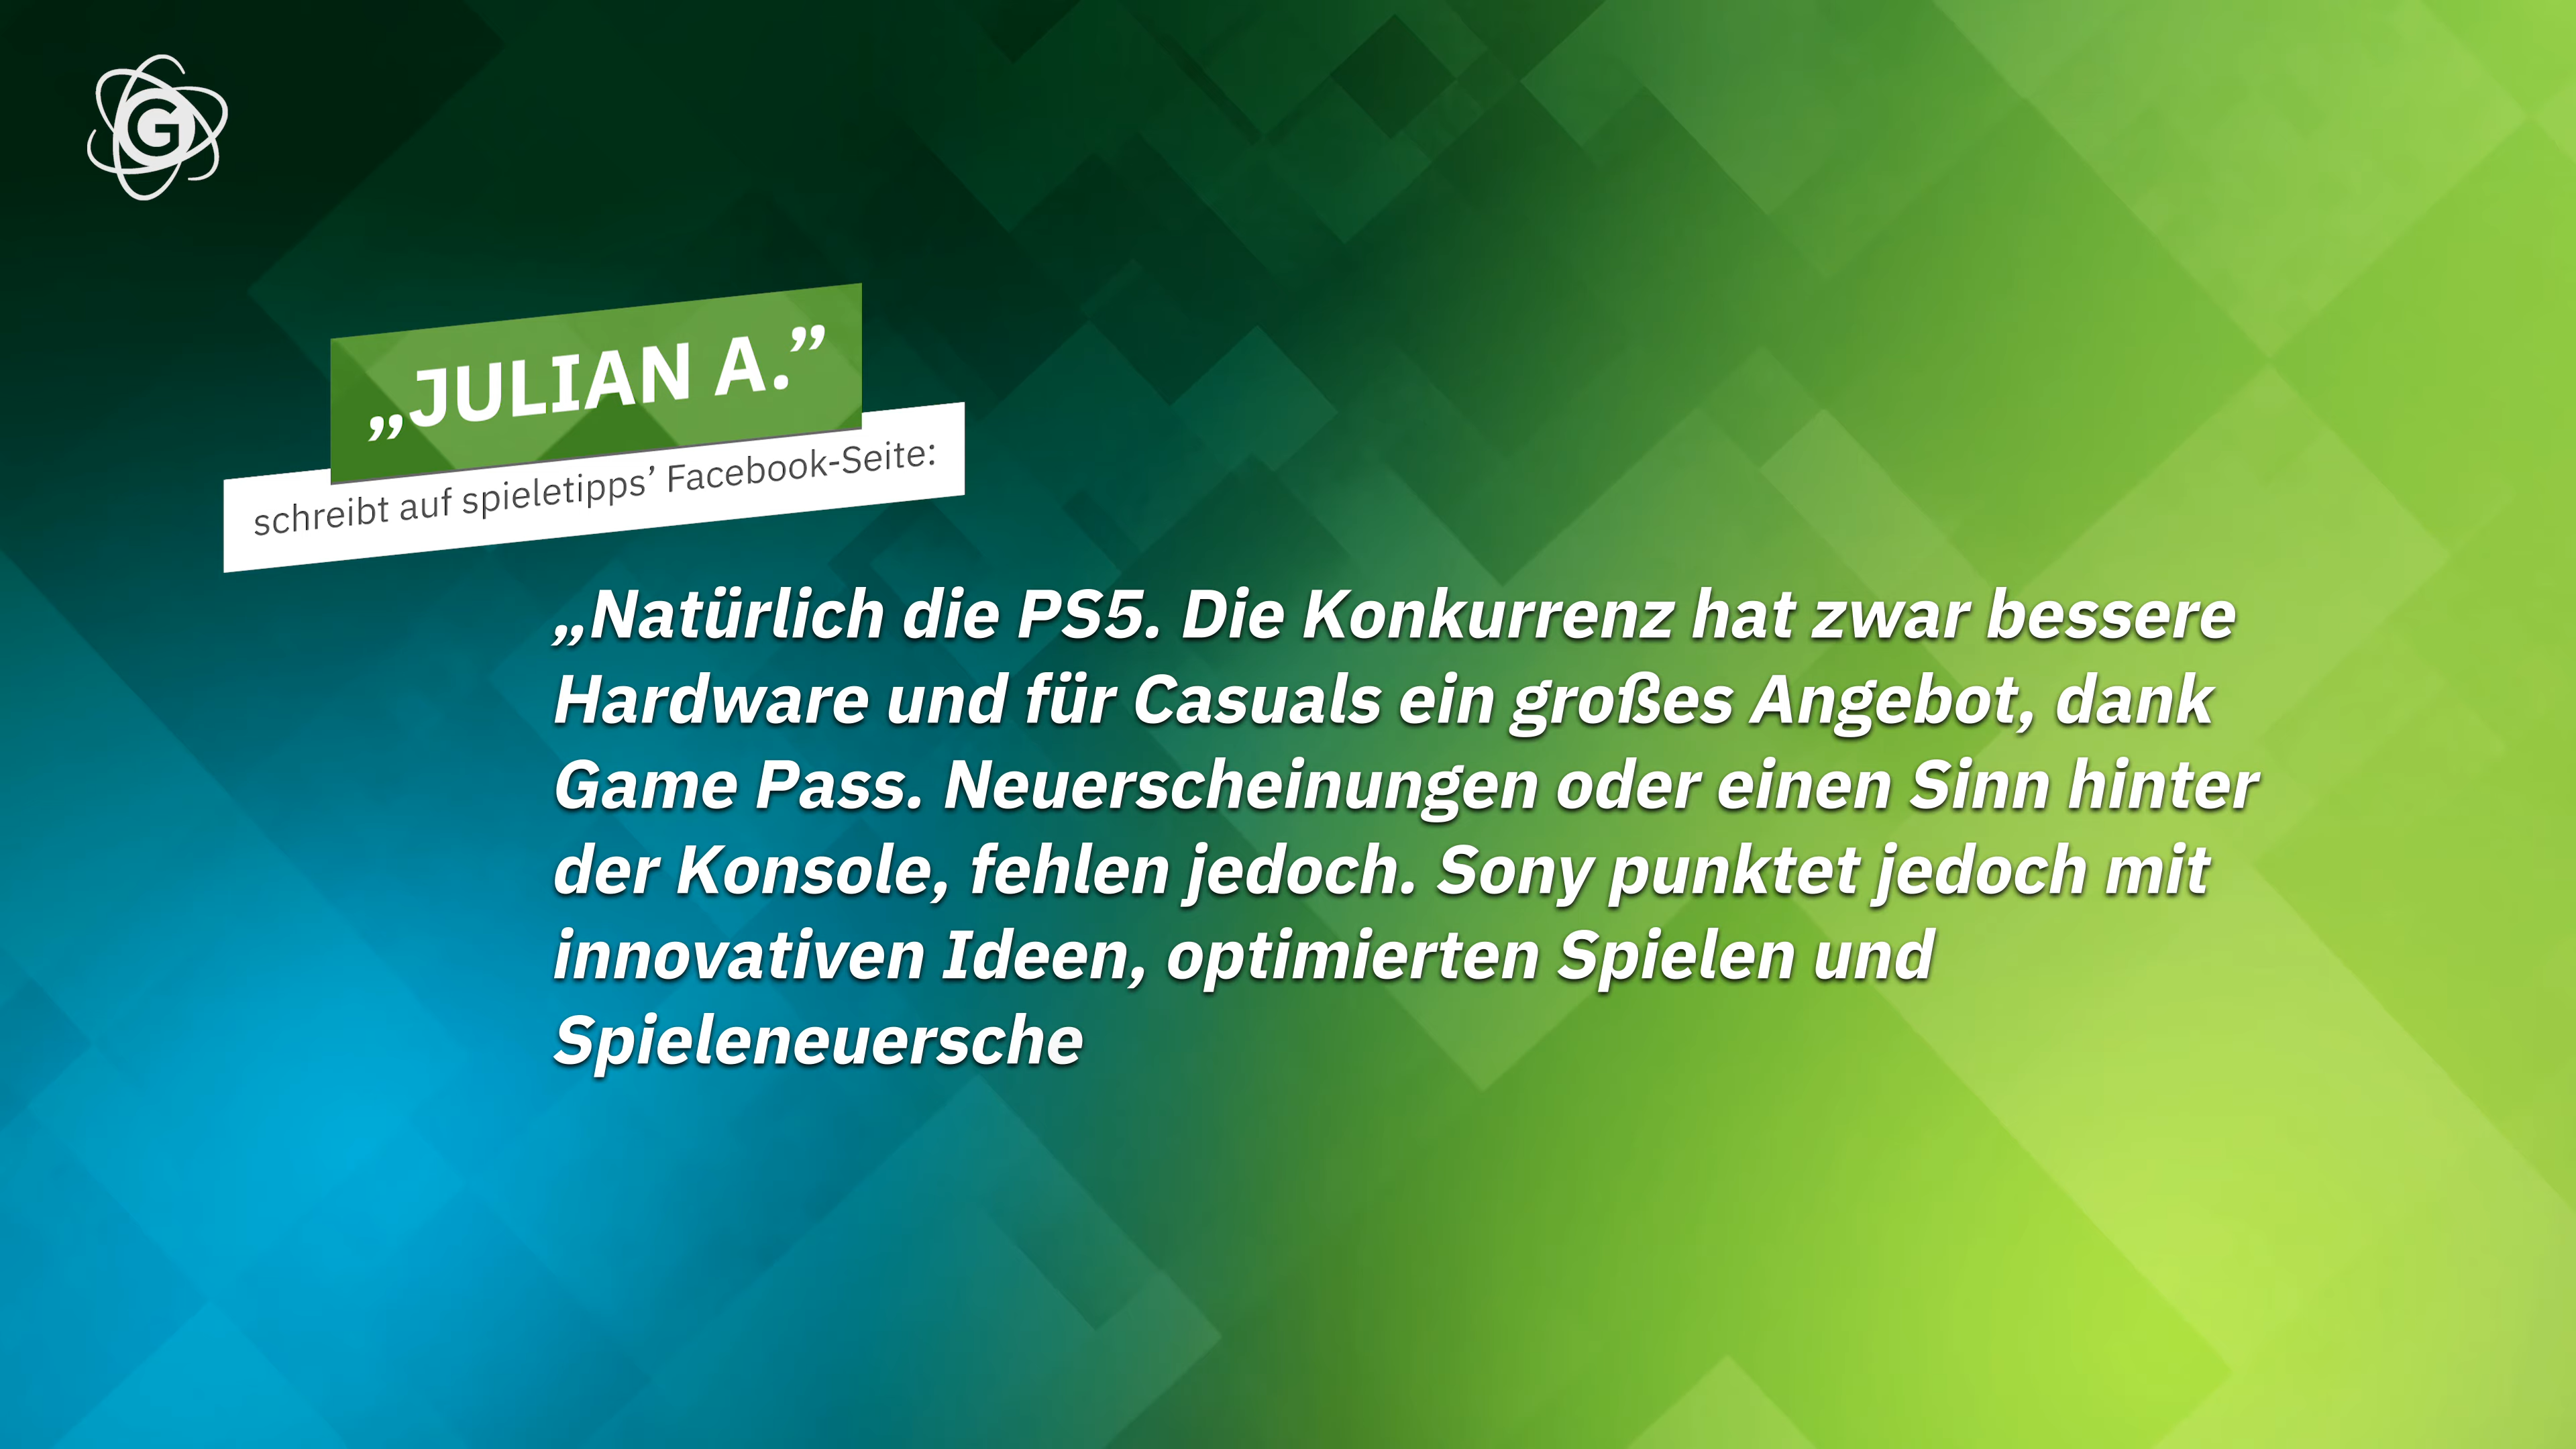 G
„JULIAN A.”
schreibt auf spieletipps’ Facebook-Seite:
„Natürlich die PS5. Die Konkurrenz hat zwar bessere
Hardware und für Casuals ein großes Angebot, dank
Game Pass. Neuerscheinungen oder einen Sinn hinter
der Konsole, fehlen jedoch. Sony punktet jedoch mit
innovativen Ideen, optimierten Spielen und
Spieleneuersche